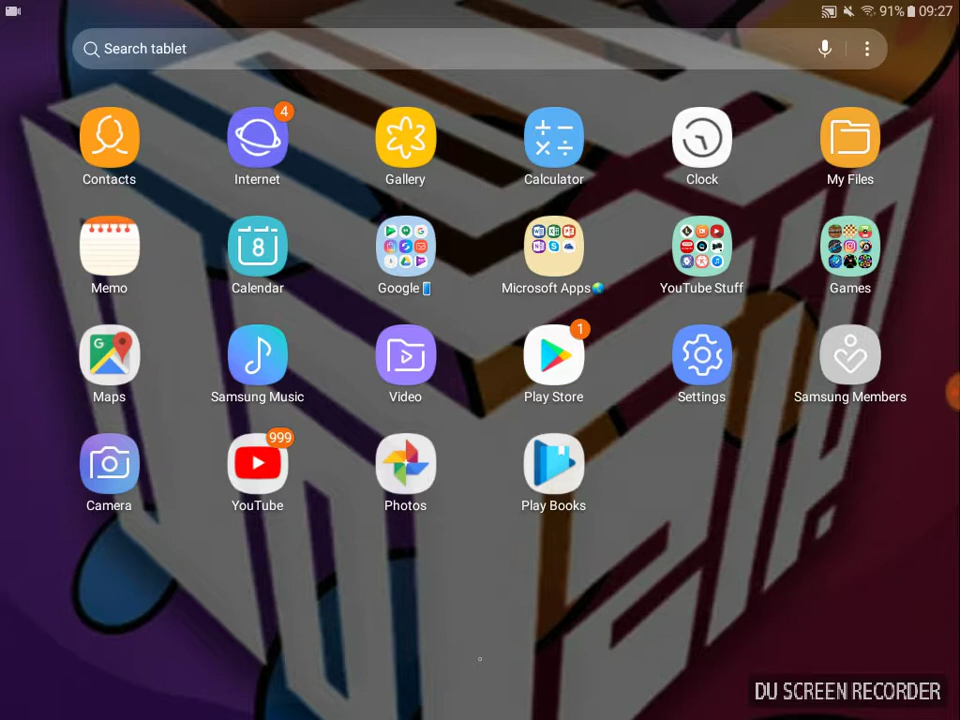 91% 09:27
Search tablet
4
Contacts Internet Gallery Calculator Clock My Files
8
Memo Calendar Google Microsoft Apps YouTube Stuff Games
G 1
Maps Samsung Music Video Play Store Settings Samsung Members
999
Camera YouTube Photos Play Books
DU SCREEN RECORDER